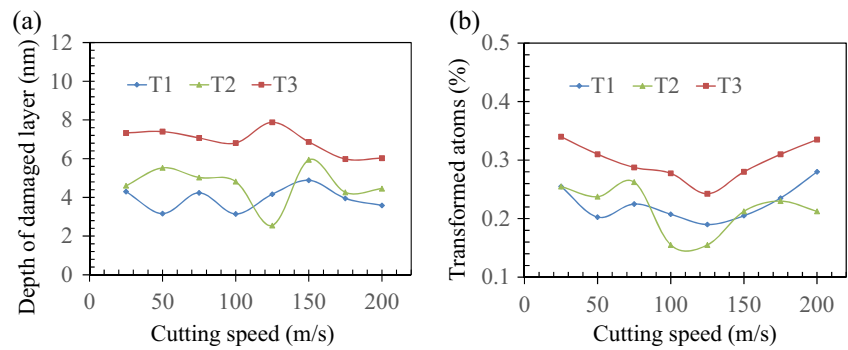 (a)
Depth of damaged layer (nm)
12
10
8
6
4
2
0
T1 T2 T3
0 50 100 150 200
Cutting speed (m/s)
(b)
Transformed atoms (%)
0.5
0.4
0.3
0.2
0.1
T1 T2 T3
0 50 100 150 200
Cutting speed (m/s)